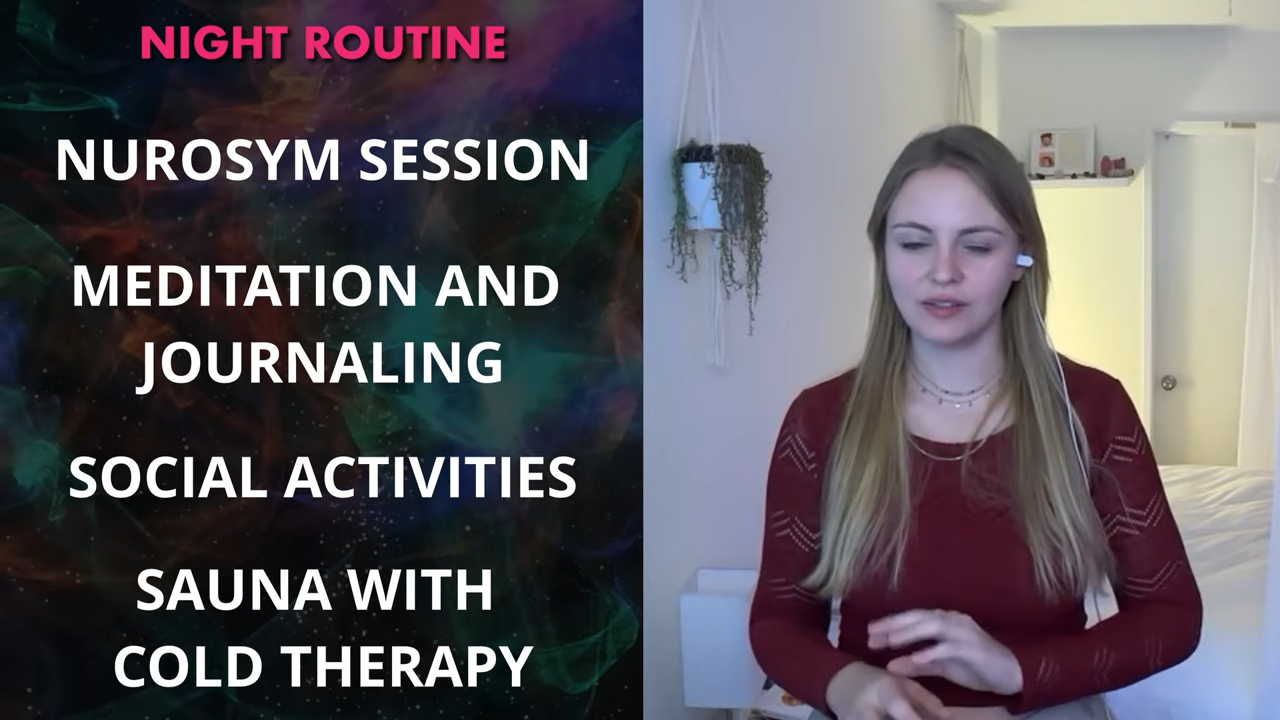 NIGHT ROUTINE
NUROSYM SESSION
MEDITATION AND
JOURNALING
SOCIAL ACTIVITIES
SAUNA WITH
COLD THERAPY